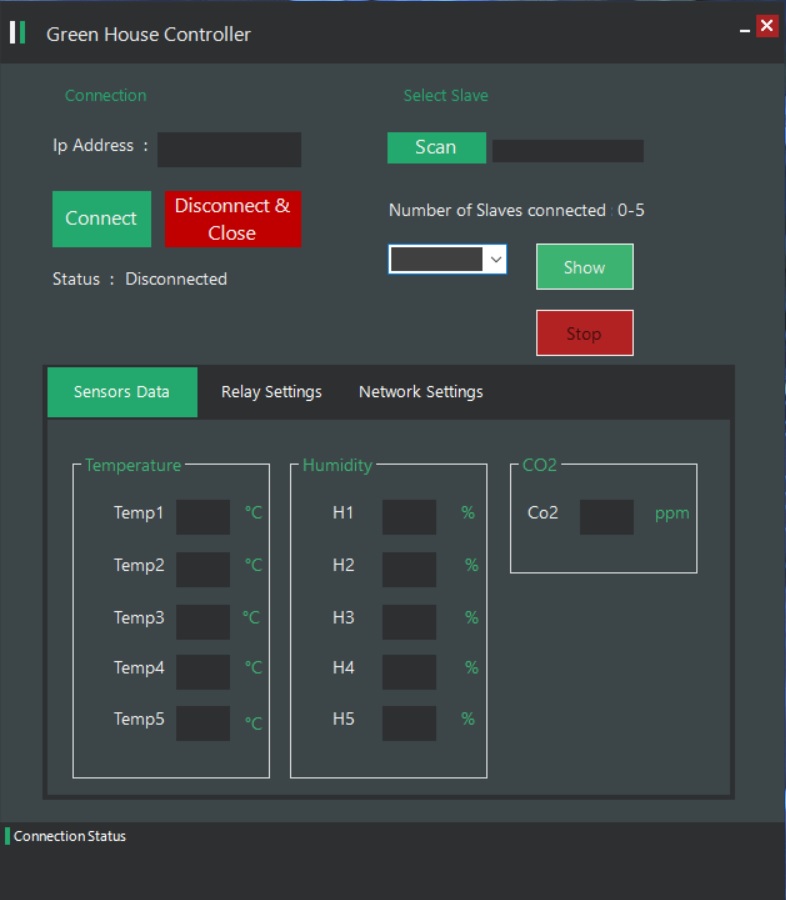 Green House Controller
Connection
Select Slave
Ip Address :
Scan
Connect
Disconnect &
Close
Number of Slaves connected : 0-5
Status : Disconnected
Show
Stop
Sensors Data
Relay Settings
Network Settings
Temperature
Temp1 °C
Temp2 °C
Temp3 °C
Temp4 °C
Temp5 °C
Humidity
H1 %
H2 %
H3 %
H4 %
H5 %
CO2
Co2 ppm
Connection Status